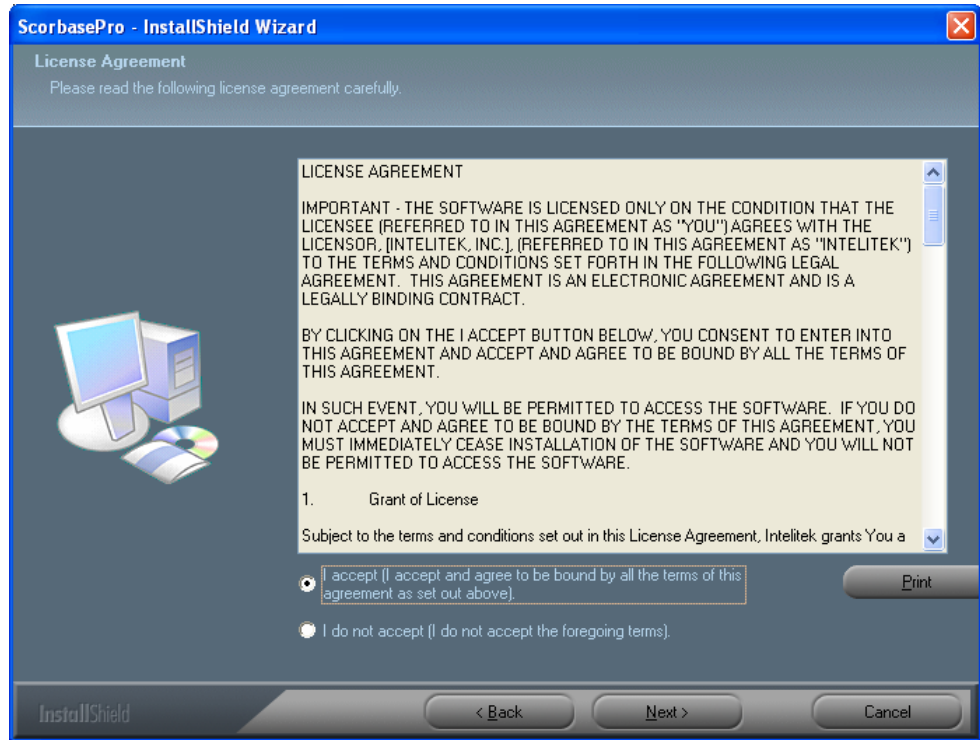 ScorbasePro - InstallShield Wizard
License Agreement
Please read the following license agreement carefully.
LICENSE AGREEMENT
IMPORTANT - THE SOFTWARE IS LICENSED ONLY ON THE CONDITION THAT THE
LICENSEE (REFERRED TO IN THIS AGREEMENT AS "YOU") AGREES WITH THE
LICENSOR, [INTELITEK, INC.], (REFERRED TO IN THIS AGREEMENT AS "INTELITEK")
TO THE TERMS AND CONDITIONS SET FORTH IN THE FOLLOWING LEGAL
AGREEMENT.  THIS AGREEMENT IS AN ELECTRONIC AGREEMENT AND IS A
LEGALLY BINDING CONTRACT.
BY CLICKING ON THE I ACCEPT BUTTON BELOW, YOU CONSENT TO ENTER INTO
THIS AGREEMENT AND ACCEPT AND AGREE TO BE BOUND BY ALL THE TERMS OF
THIS AGREEMENT.
IN SUCH EVENT, YOU WILL BE PERMITTED TO ACCESS THE SOFTWARE.  IF YOU DO
NOT ACCEPT AND AGREE TO BE BOUND BY THE TERMS OF THIS AGREEMENT, YOU
MUST IMMEDIATELY CEASE INSTALLATION OF THE SOFTWARE AND YOU WILL NOT
BE PERMITTED TO ACCESS THE SOFTWARE.
1. Grant of License
Subject to the terms and conditions set out in this License Agreement, Intelitek grants You a
I accept (I accept and agree to be bound by all the terms of this
agreement as set out above).
Print
I do not accept (I do not accept the foregoing terms).
InstallShield
< Back
Next >
Cancel